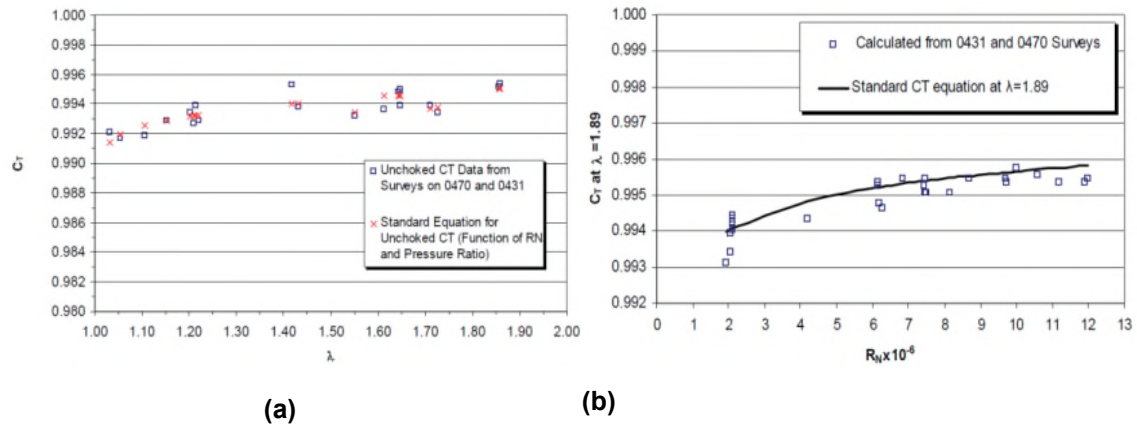 1.000
0.998
0.996
0.994
0.992
0.990
0.988
0.986
0.984
0.982
0.980
CT
1.00 1.10 1.20 1.30 1.40 1.50 1.60 1.70 1.80 1.90 2.00
λ
Unchoked CT Data from
Surveys on 0470 and 0431
Standard Equation for
Unchoked CT (Function of RN
and Pressure Ratio)
(a)
1.000
0.999
0.998
0.997
0.996
0.995
0.994
0.993
0.992
CT at λ =1.89
0 1 2 3 4 5 6 7 8 9 10 11 12 13
RNx10-6
Calculated from 0431 and 0470 Surveys
Standard CT equation at λ=1.89
(b)